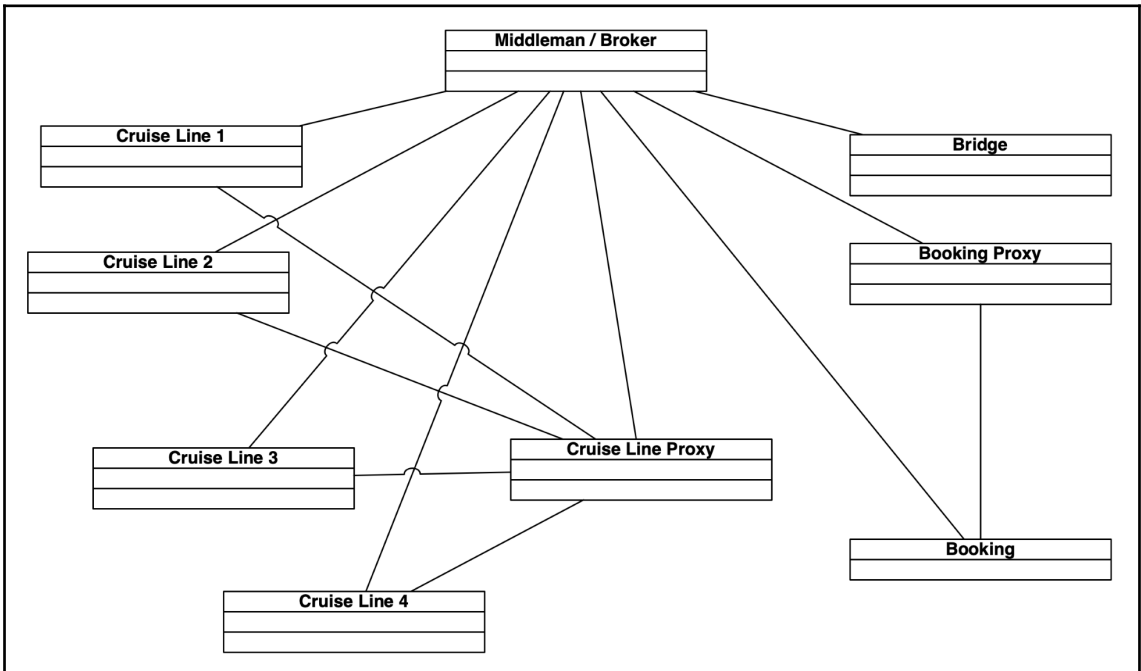 Middleman / Broker
Cruise Line 1
Bridge
Cruise Line 2
Booking Proxy
Cruise Line 3
Cruise Line Proxy
Booking
Cruise Line 4